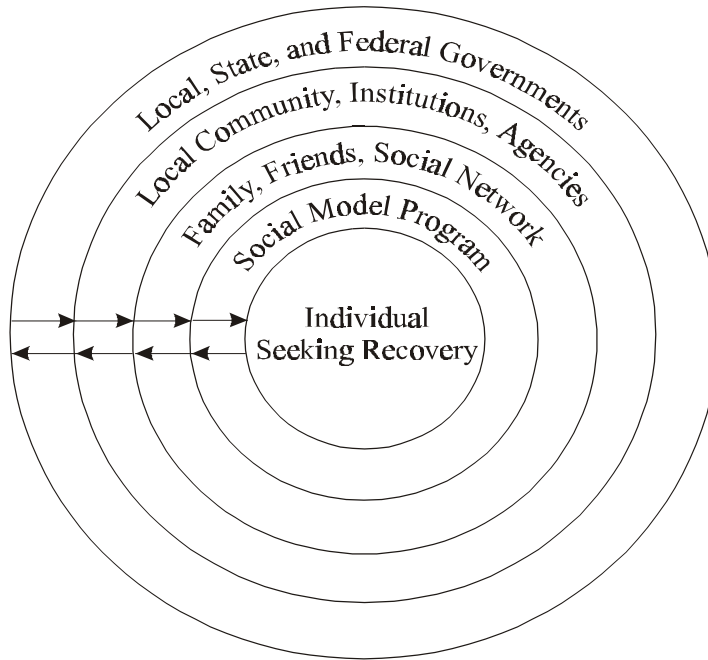 Local, State, and Federal Governments
Local Community, Institutions, Agencies
Family, Friends, Social Network
Social Model Program
Individual
Seeking Recovery